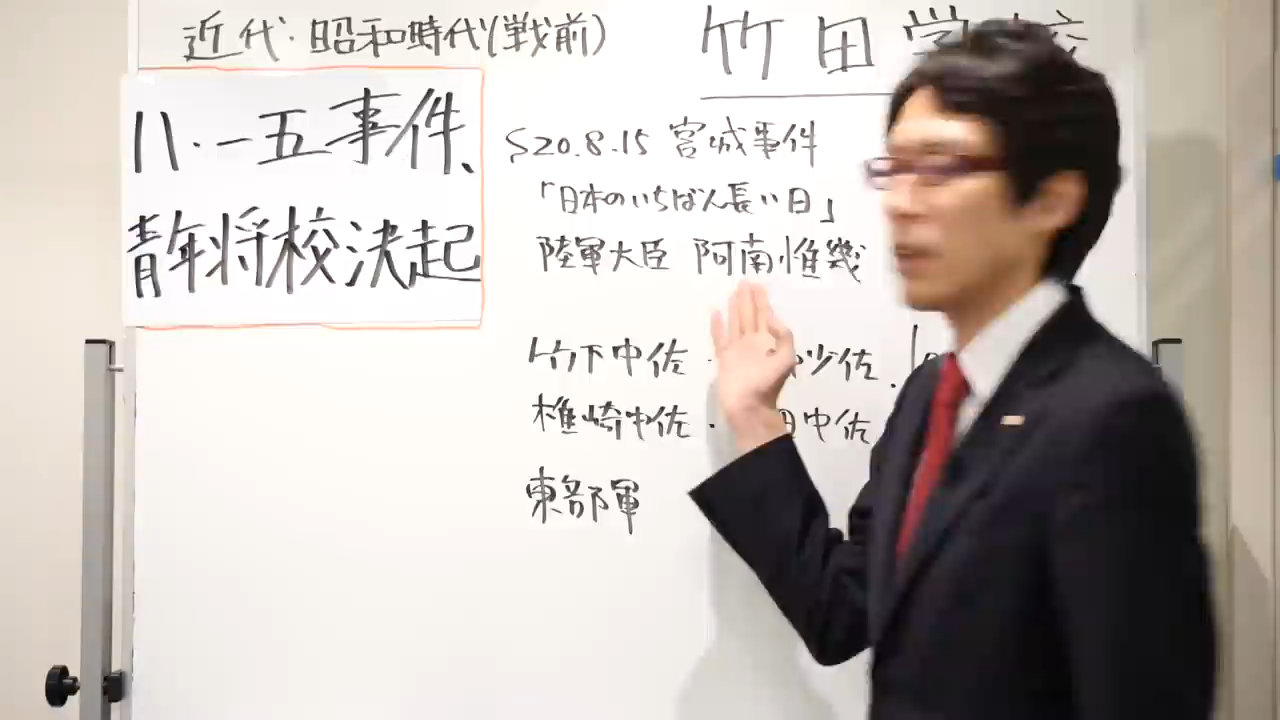 近代:昭和時代(戦前)
竹田学校
八.一五事件、
青年将校決起
S20.8.15 宮城事件
「日本のいちばん長い日」
陸軍大臣 阿南惟幾
竹下中佐・ 少佐.
椎崎中佐・ 田中佐
東部軍